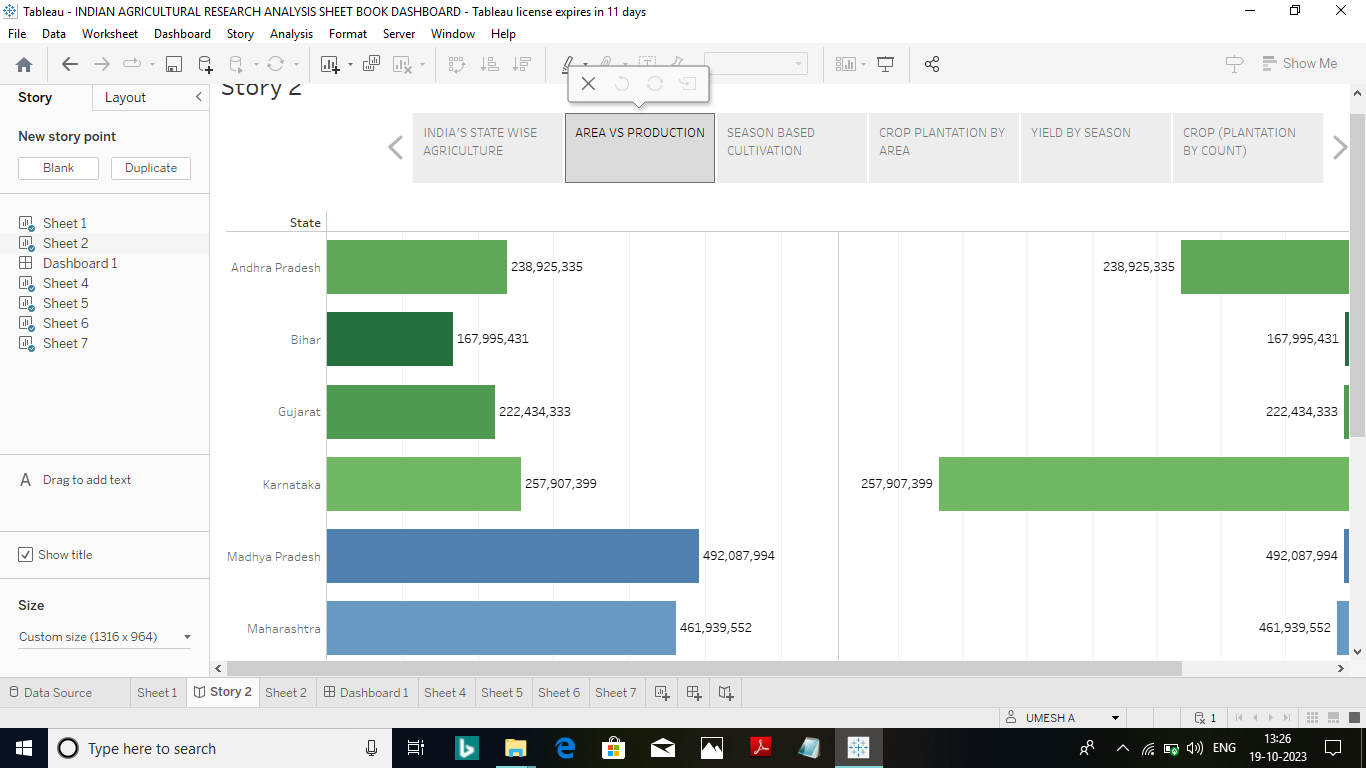 Tableau - INDIAN AGRICULTURAL RESEARCH ANALYSIS SHEET BOOK DASHBOARD - Tableau license expires in 11 days
File Data Worksheet Dashboard Story Analysis Format Server Window Help
Show Me
Story Layout
New story point
Blank Duplicate
Sheet 1
Sheet 2
Dashboard 1
Sheet 4
Sheet 5
Sheet 6
Sheet 7
A Drag to add text
Show title
Size
Custom size (1316 x 964)
Story 2
INDIA'S STATE WISE
AGRICULTURE
AREA VS PRODUCTION
SEASON BASED
CULTIVATION
CROP PLANTATION BY
AREA
YIELD BY SEASON
CROP (PLANTATION
BY COUNT)
State
Andhra Pradesh 238,925,335 238,925,335
Bihar 167,995,431 167,995,431
Gujarat 222,434,333 222,434,333
Karnataka 257,907,399 257,907,399
Madhya Pradesh 492,087,994 492,087,994
Maharashtra 461,939,552 461,939,552
Data Source Sheet 1 Story 2 Sheet 2 Dashboard 1 Sheet 4 Sheet 5 Sheet 6 Sheet 7
UMESH A 1
Type here to search
ENG
13:26
19-10-2023